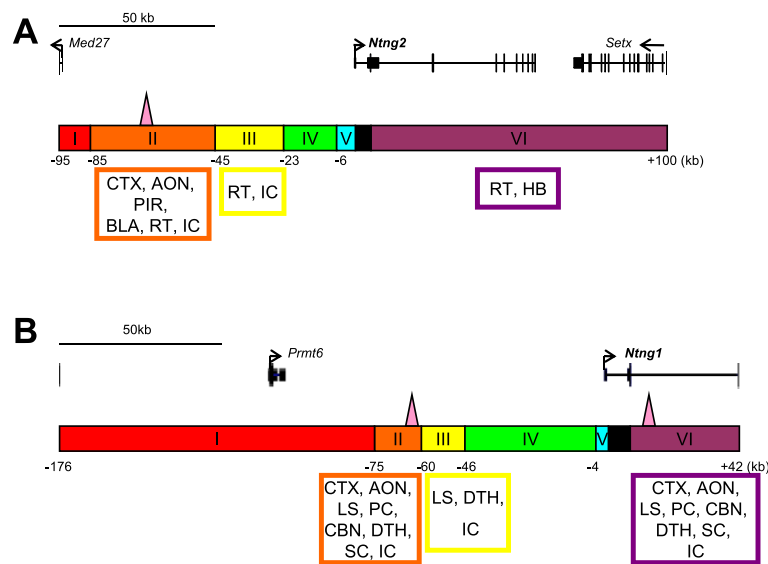 A
50 kb
Med27
Ntng2
Setx
I II III IV V VI
-95 -85 -45 -23 -6 +100 (kb)
CTX, AON,
PIR,
BLA, RT, IC
RT, IC
RT, HB
B
50kb
Prmt6
Ntng1
I II III IV V VI
-176 -75 -60 -46 -4 +42 (kb)
CTX, AON,
LS, PC,
CBN, DTH,
SC, IC
LS, DTH,
IC
CTX, AON,
LS, PC, CBN,
DTH, SC,
IC